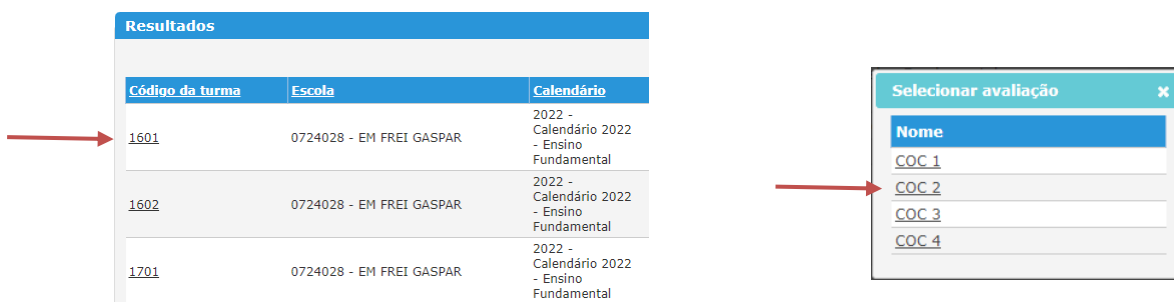 Resultados
Código da turma Escola Calendário
1601 0724028 - EM FREI GASPAR 2022 -
Calendário 2022
- Ensino
Fundamental
1602 0724028 - EM FREI GASPAR 2022 -
Calendário 2022
- Ensino
Fundamental
1701 0724028 - EM FREI GASPAR 2022 -
Calendário 2022
- Ensino
Fundamental
Selecionar avaliação ×
Nome
COC 1
COC 2
COC 3
COC 4